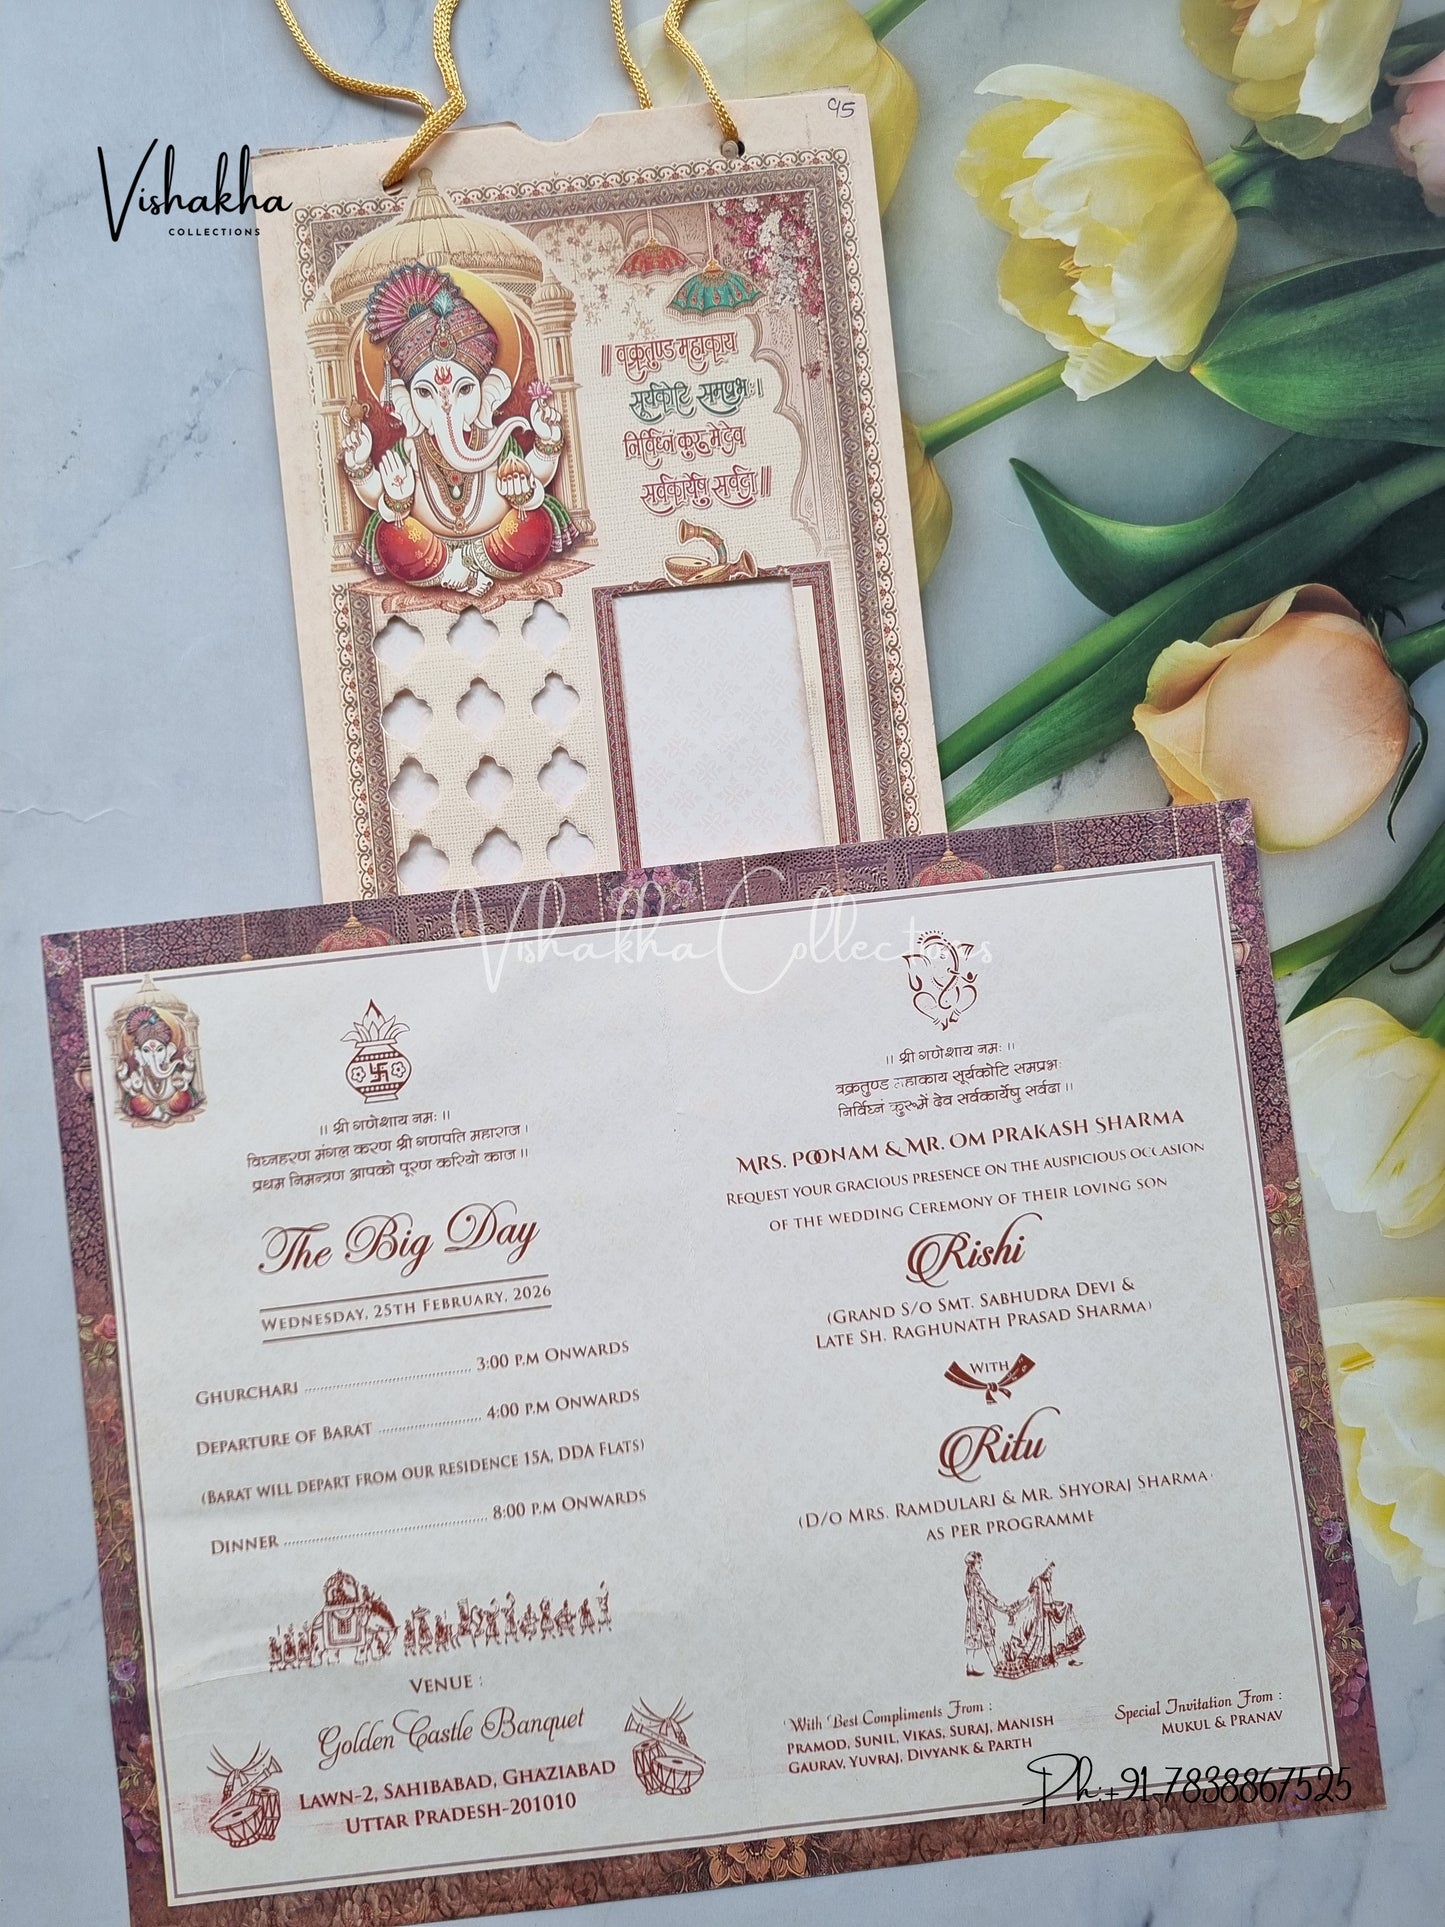 Vishakha
COLLECTIONS
95
॥ वक्रतुण्ड महाकाय
सूर्यकोटि समप्रभः।
निर्विघ्नं कुरु मे देव
सर्वकार्येषु सर्वदा॥
Vishakha Collections
।। श्री गणेशाय नमः ।।
विघ्नहरण मंगल करण श्री गणपति महाराज।
प्रथम निमन्त्रण आपको पूरण करियो काज।।
The Big Day
WEDNESDAY, 25TH FEBRUARY, 2026
GHURCHARI ........ 3:00 P.M ONWARDS
DEPARTURE OF BARAT ........ 4:00 P.M ONWARDS
(BARAT WILL DEPART FROM OUR RESIDENCE 15A, DDA FLATS)
DINNER ........ 8:00 P.M ONWARDS
VENUE :
Golden Castle Banquet
LAWN-2, SAHIBABAD, GHAZIABAD
UTTAR PRADESH-201010
।। श्री गणेशाय नमः ।।
वक्रतुण्ड महाकाय सूर्यकोटि समप्रभः
निर्विघ्नं कुरूमें देव सर्वकार्येषु सर्वदा।।
MRS. POONAM & MR. OM PRAKASH SHARMA
REQUEST YOUR GRACIOUS PRESENCE ON THE AUSPICIOUS OCCASION
OF THE WEDDING CEREMONY OF THEIR LOVING SON
Rishi
(GRAND S/O SMT. SABHUDRA DEVI &
LATE SH. RAGHUNATH PRASAD SHARMA)
WITH
Ritu
(D/O MRS. RAMDULARI & MR. SHYORAJ SHARMA
AS PER PROGRAMME
With Best Compliments From :
PRAMOD, SUNIL, VIKAS, SURAJ, MANISH
GAURAV, YUVRAJ, DIVYANK & PARTH
Special Invitation From :
MUKUL & PRANAV
Ph:+91-7838867525